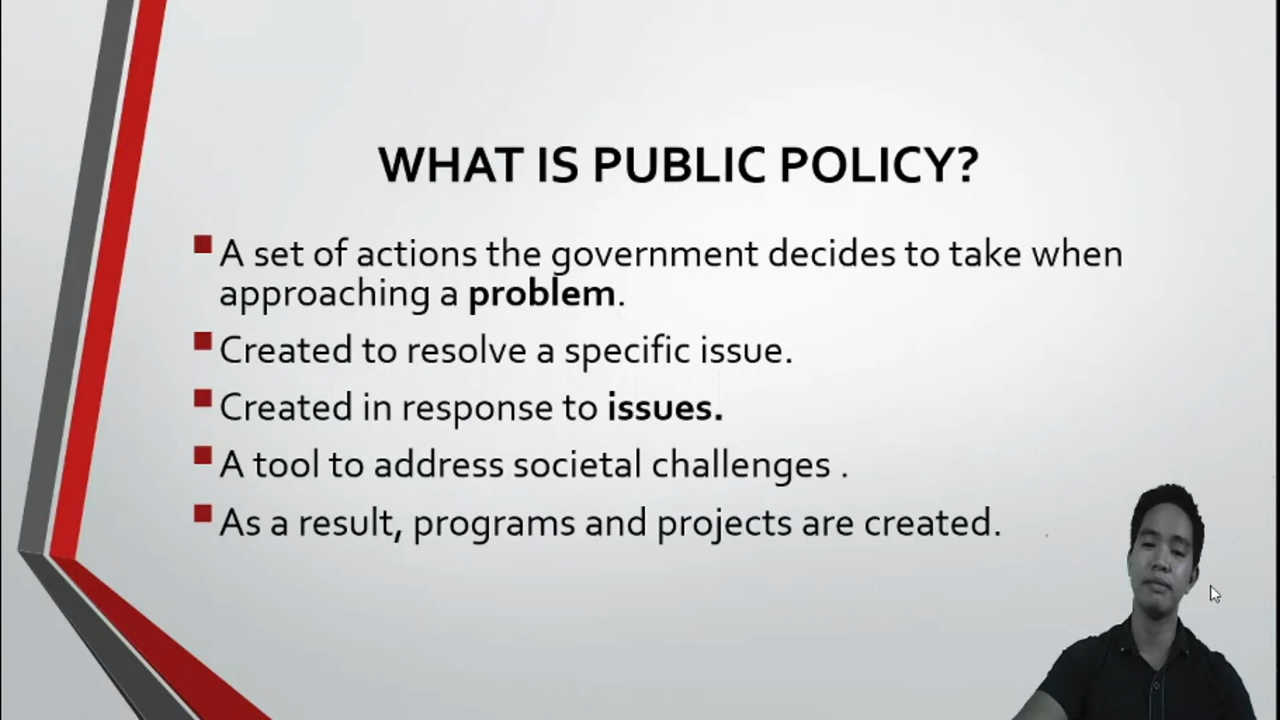 WHAT IS PUBLIC POLICY?
A set of actions the government decides to take when
approaching a problem.
Created to resolve a specific issue.
Created in response to issues.
A tool to address societal challenges .
As a result, programs and projects are created.